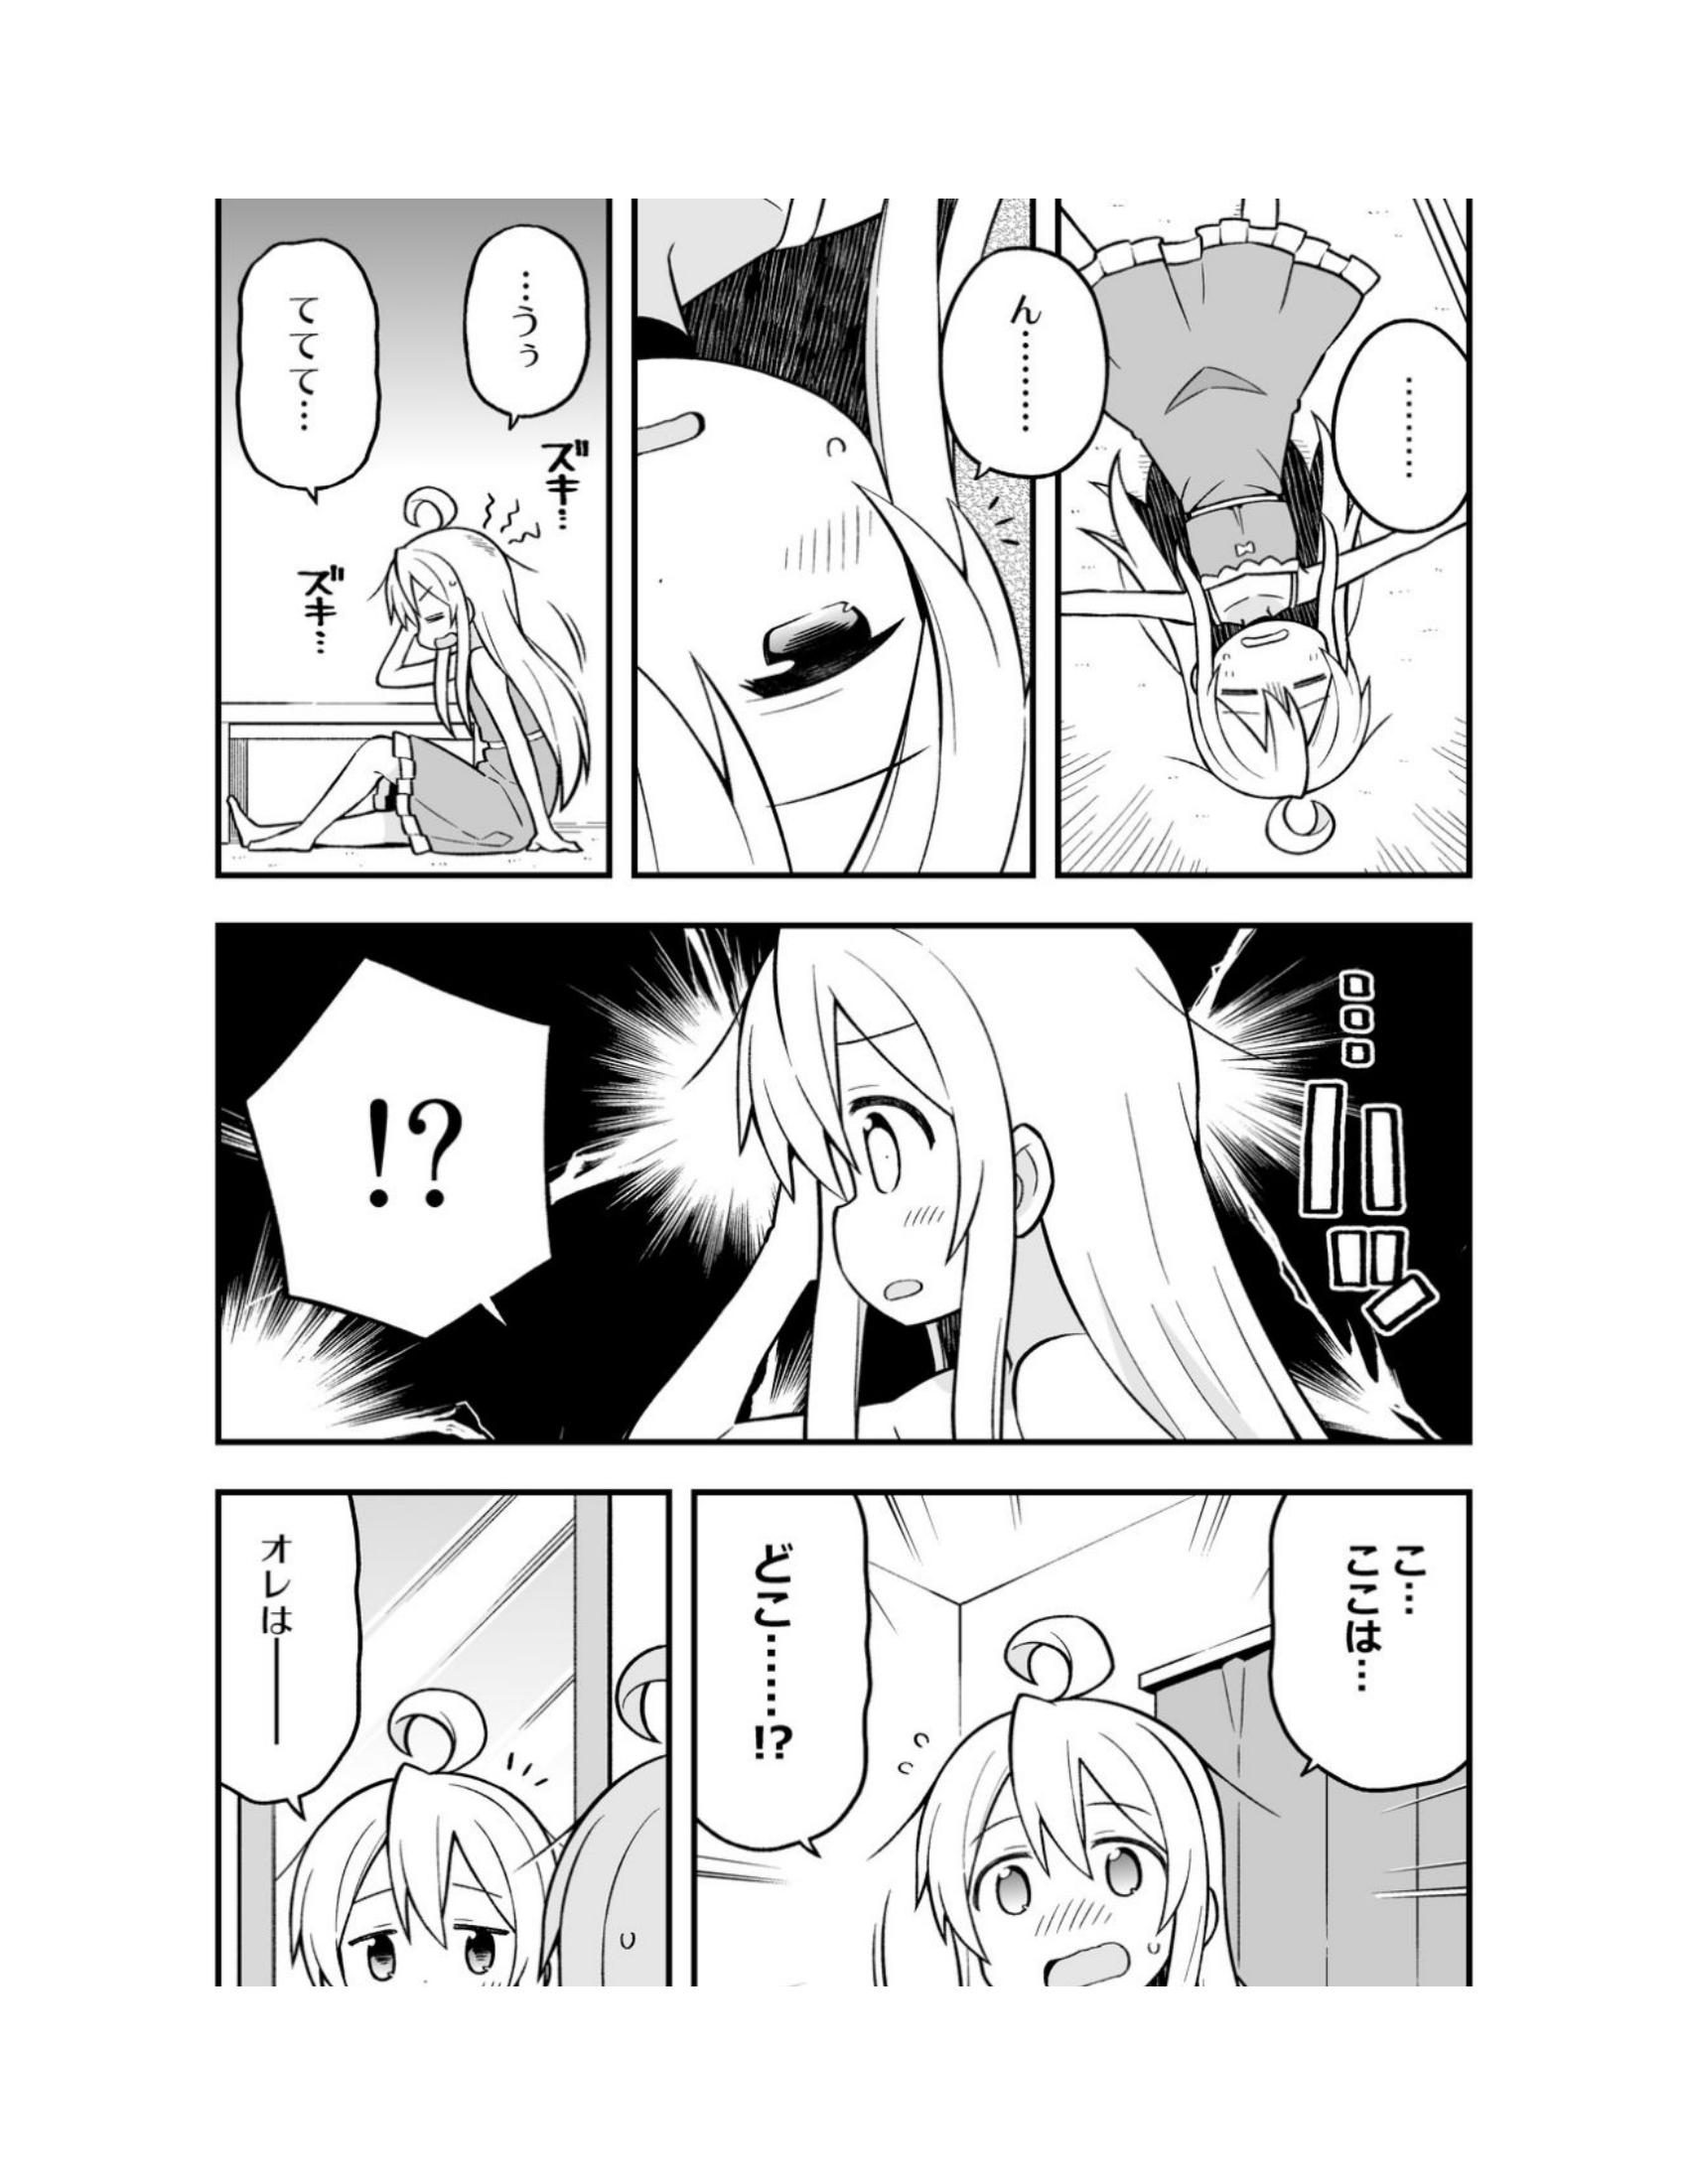 ………
ん………
…うぅ
ててて…
ズキ…
ズキ…
…ハッ
!?
こ…
ここは…
どこ………!?
オレは――